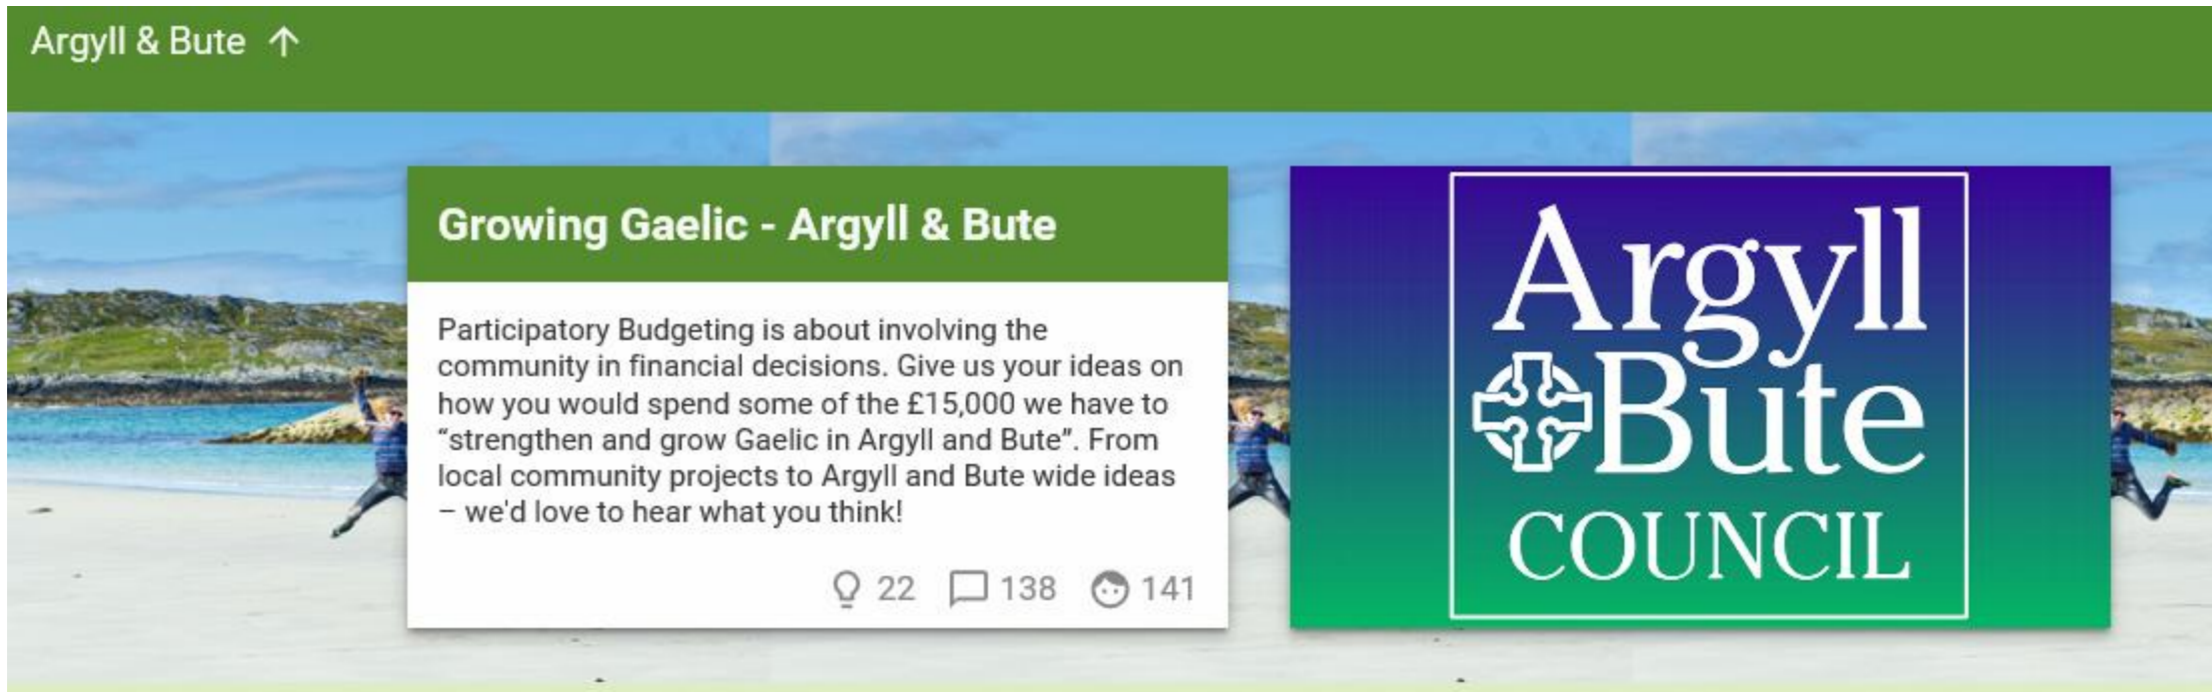 Argyll & Bute ↑
Growing Gaelic - Argyll & Bute
Participatory Budgeting is about involving the
community in financial decisions. Give us your ideas on
how you would spend some of the £15,000 we have to
“strengthen and grow Gaelic in Argyll and Bute”. From
local community projects to Argyll and Bute wide ideas
– we'd love to hear what you think!
22 138 141
Argyll
Bute
COUNCIL